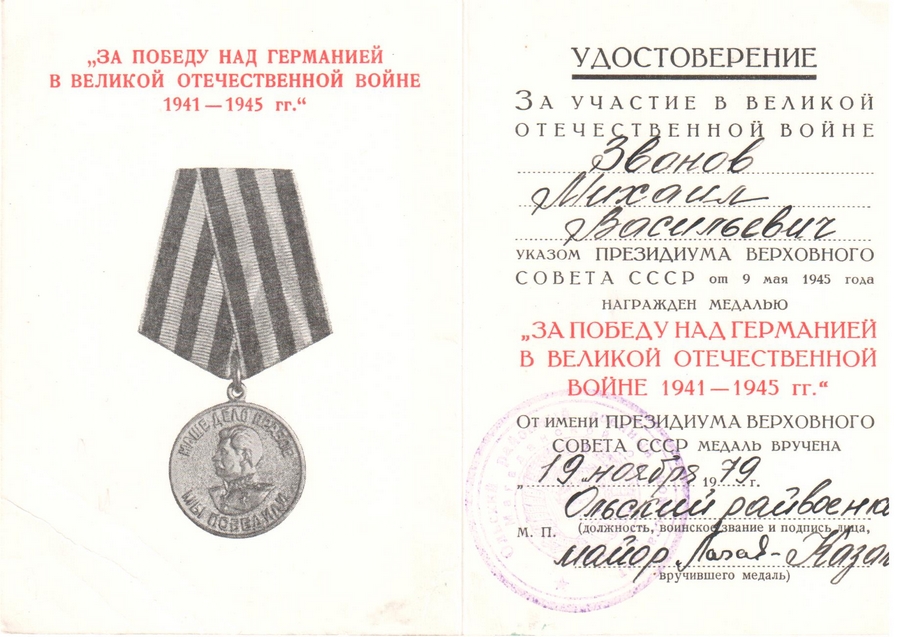 „ЗА ПОБЕДУ НАД ГЕРМАНИЕЙ
В ВЕЛИКОЙ ОТЕЧЕСТВЕННОЙ ВОЙНЕ
1941—1945 гг.“
НАШЕ ДЕЛО ПРАВОЕ
МЫ ПОБЕДИЛИ
УДОСТОВЕРЕНИЕ
ЗА УЧАСТИЕ В ВЕЛИКОЙ
ОТЕЧЕСТВЕННОЙ ВОЙНЕ
Звонов
Михаил
Васильевич
УКАЗОМ ПРЕЗИДИУМА ВЕРХОВНОГО
СОВЕТА СССР от 9 мая 1945 года
НАГРАЖДЕН МЕДАЛЬЮ
„ЗА ПОБЕДУ НАД ГЕРМАНИЕЙ
В ВЕЛИКОЙ ОТЕЧЕСТВЕННОЙ
ВОЙНЕ 1941—1945 гг.“
От имени ПРЕЗИДИУМА ВЕРХОВНОГО
СОВЕТА СССР МЕДАЛЬ ВРУЧЕНА
„19 ноября 1979 г.
Ольский райвоенка
М. П. (должность, воинское звание и подпись лица,
майор
вручившего медаль)